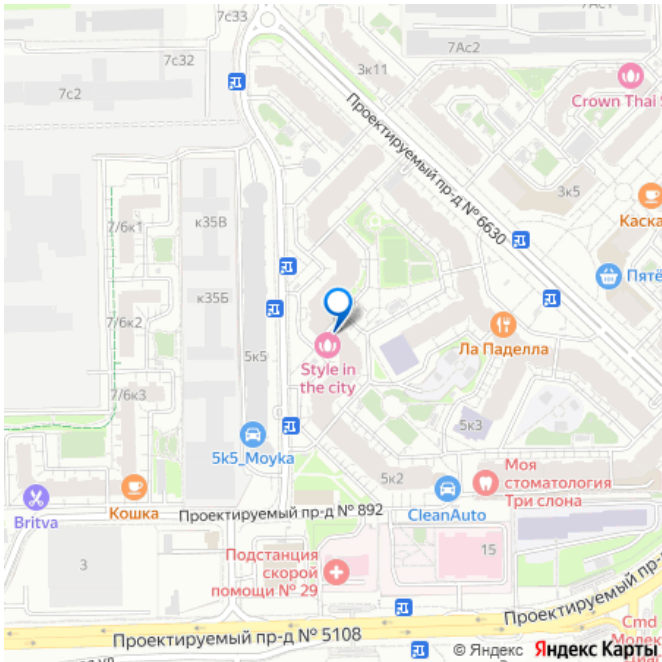 7с33
7с32
7с2
7Ас2
3к11
Crown Thai
Проектируемый пр-д № 6630
3к5
Каска
7/6к1
к35В
Пятё
7/6к2
к35Б
Ла Паделла
5к5
Style in
the city
7/6к3
5к3
5k5_Moyka
5к2
Моя
стоматология
Три слона
Britva
Кошка
Проектируемый пр-д № 892
CleanAuto
3
Подстанция
скорой
помощи № 29
15
Проектируемый пр-
Проектируемый пр-д № 5108
Cmd
Молек
© Яндекс Яндекс Карты